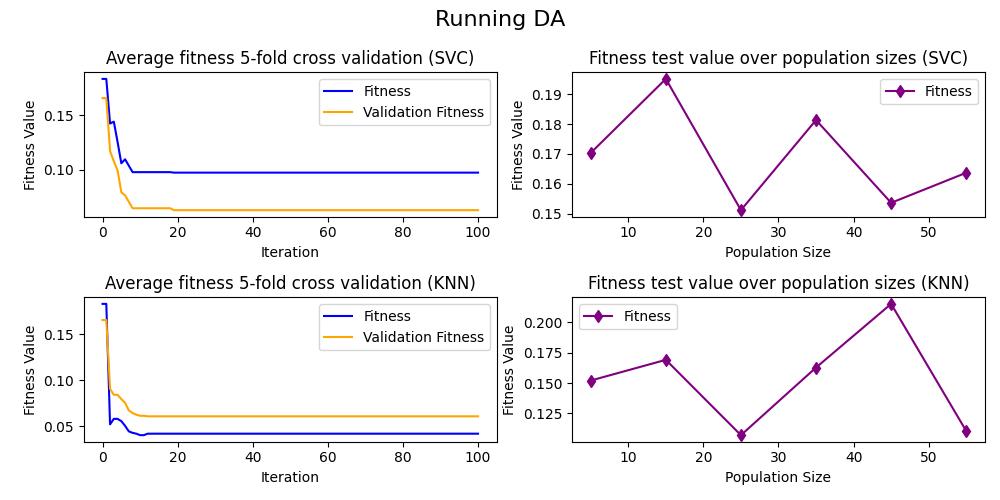 Running DA
Average fitness 5-fold cross validation (SVC)
Fitness Value
0.15
0.10
Fitness
Validation Fitness
0 20 40 60 80 100
Iteration
Fitness test value over population sizes (SVC)
Fitness Value
0.19
0.18
0.17
0.16
0.15
Fitness
10 20 30 40 50
Population Size
Average fitness 5-fold cross validation (KNN)
Fitness Value
0.15
0.10
0.05
Fitness
Validation Fitness
0 20 40 60 80 100
Iteration
Fitness test value over population sizes (KNN)
Fitness Value
0.200
0.175
0.150
0.125
Fitness
10 20 30 40 50
Population Size